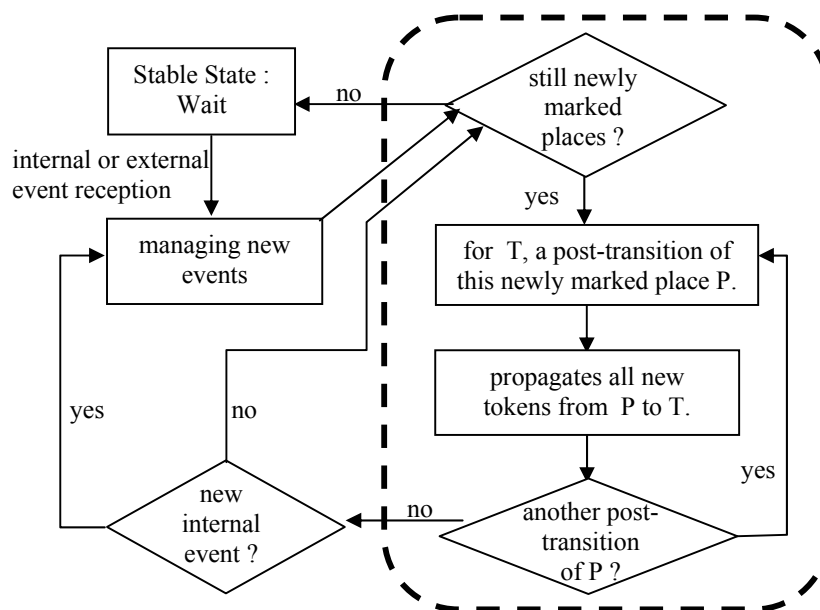 Stable State :
Wait
no
still newly
marked
places ?
internal or external
event reception
yes
managing new
events
for T, a post-transition of
this newly marked place P.
propagates all new
tokens from P to T.
yes
no
yes
new
internal
event ?
no
another post-
transition
of P ?